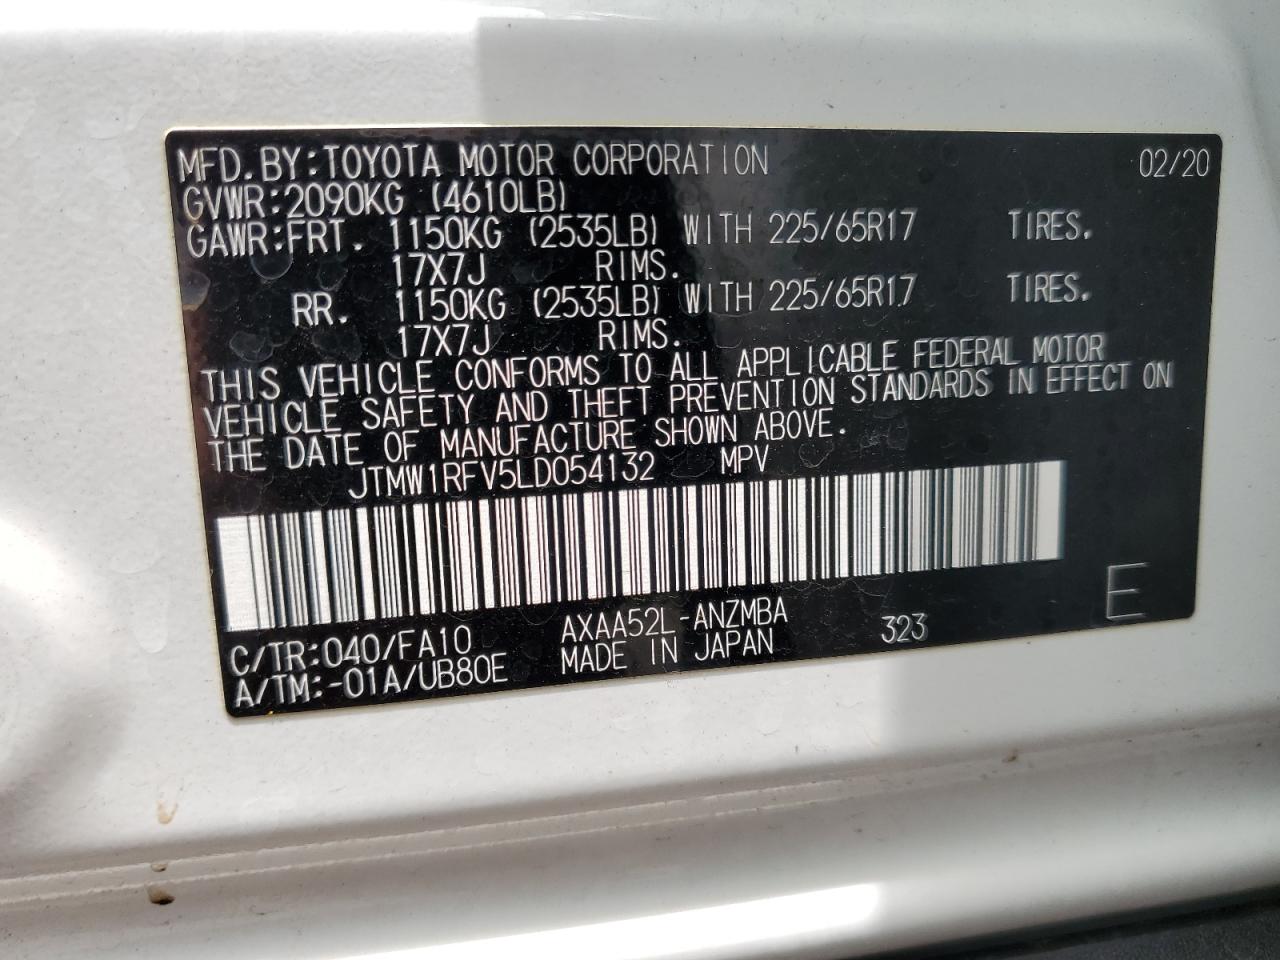 MFD.BY:TOYOTA MOTOR CORPORATION 02/20
GVWR:2090KG (4610LB)
GAWR:FRT. 1150KG (2535LB) WITH 225/65R17 TIRES.
17X7J RIMS.
RR. 1150KG (2535LB) WITH 225/65R17 TIRES.
17X7J RIMS.
THIS VEHICLE CONFORMS TO ALL APPLICABLE FEDERAL MOTOR
VEHICLE SAFETY AND THEFT PREVENTION STANDARDS IN EFFECT ON
THE DATE OF MANUFACTURE SHOWN ABOVE.
JTMW1RFV5LD054132 MPV
C/TR:040/FA10 AXAA52L-ANZMBA 323 E
A/TM:-01A/UB80E MADE IN JAPAN